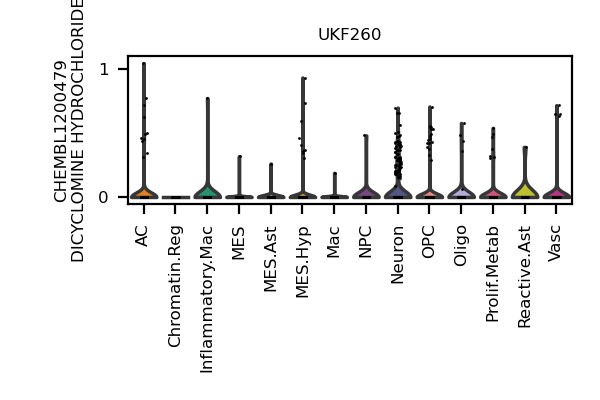 UKF260
CHEMBL1200479
DICYCLOMINE HYDROCHLORIDE
1
0
AC
Chromatin.Reg
Inflammatory.Mac
MES
MES.Ast
MES.Hyp
Mac
NPC
Neuron
OPC
Oligo
Prolif.Metab
Reactive.Ast
Vasc